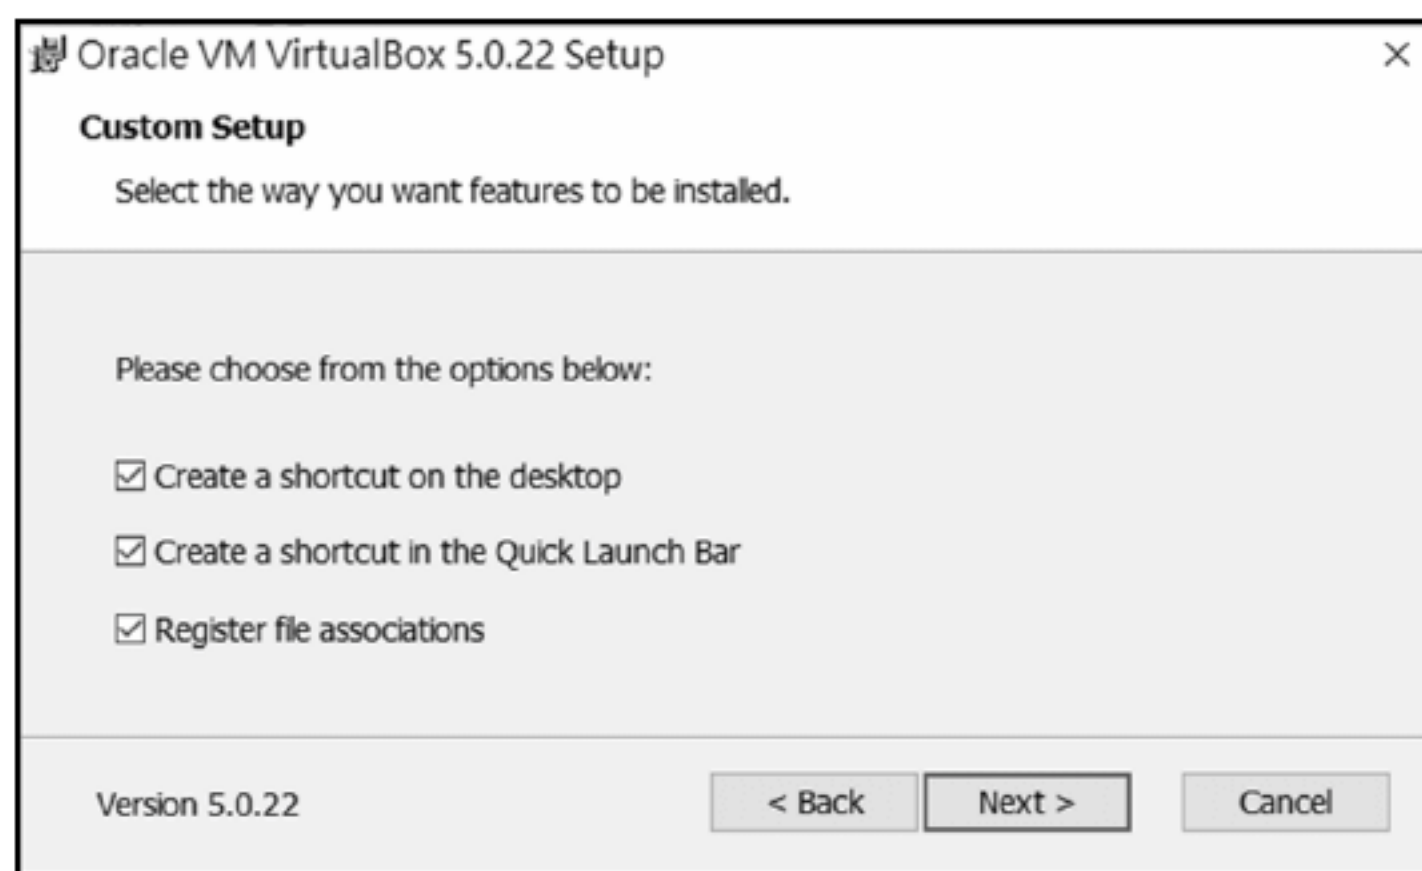 Oracle VM VirtualBox 5.0.22 Setup
Custom Setup
Select the way you want features to be installed.
Please choose from the options below:
Create a shortcut on the desktop
Create a shortcut in the Quick Launch Bar
Register file associations
Version 5.0.22
< Back
Next >
Cancel